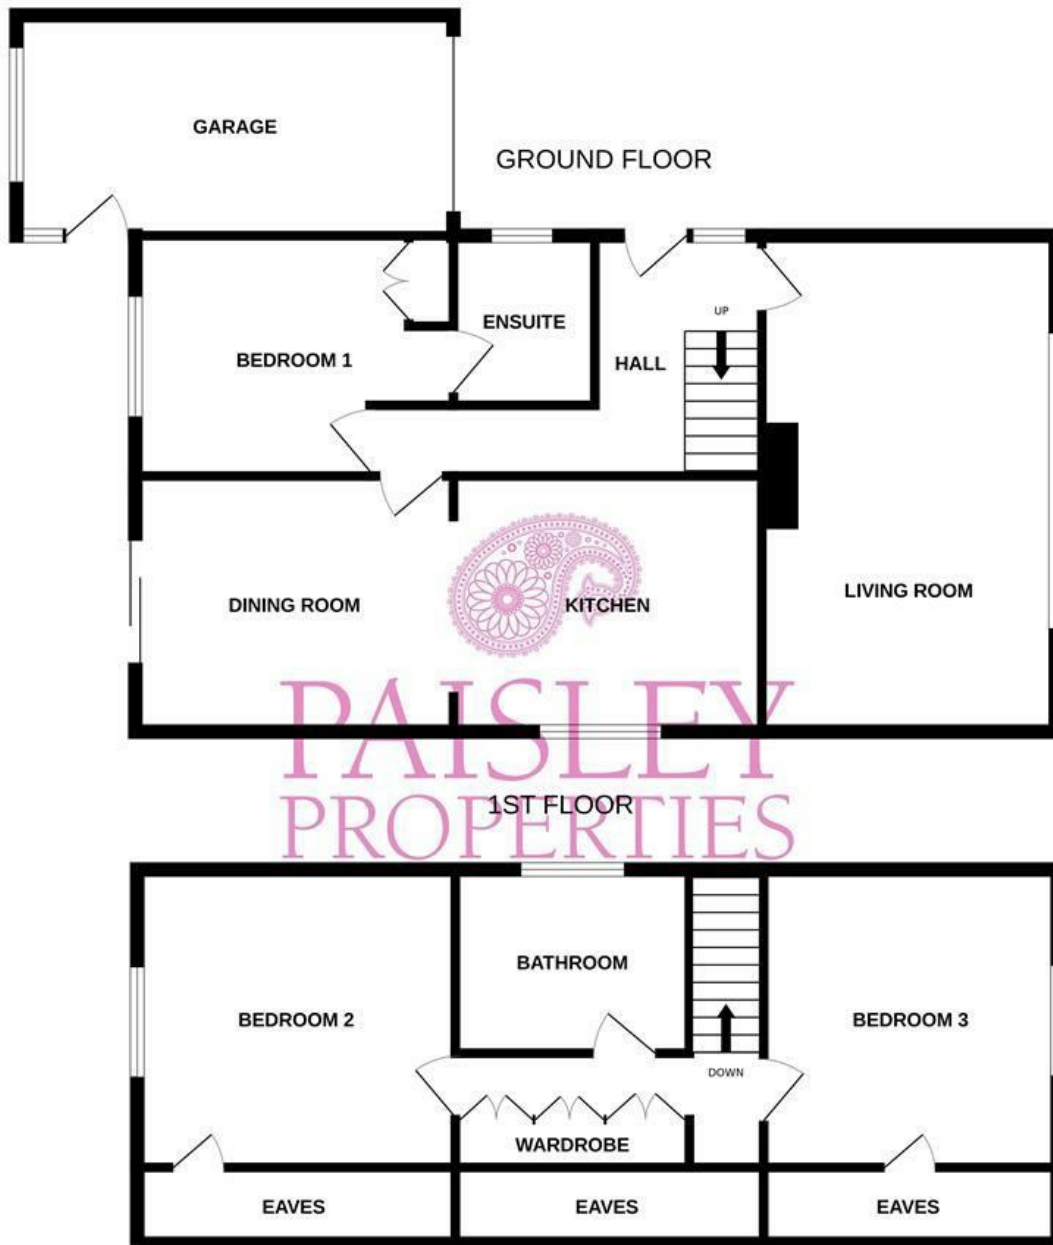 GARAGE
GROUND FLOOR
UP
ENSUITE
BEDROOM 1
HALL
DINING ROOM
KITCHEN
LIVING ROOM
PAISLEY
PROPERTIES
1ST FLOOR
BATHROOM
BEDROOM 2
BEDROOM 3
DOWN
WARDROBE
EAVES
EAVES
EAVES